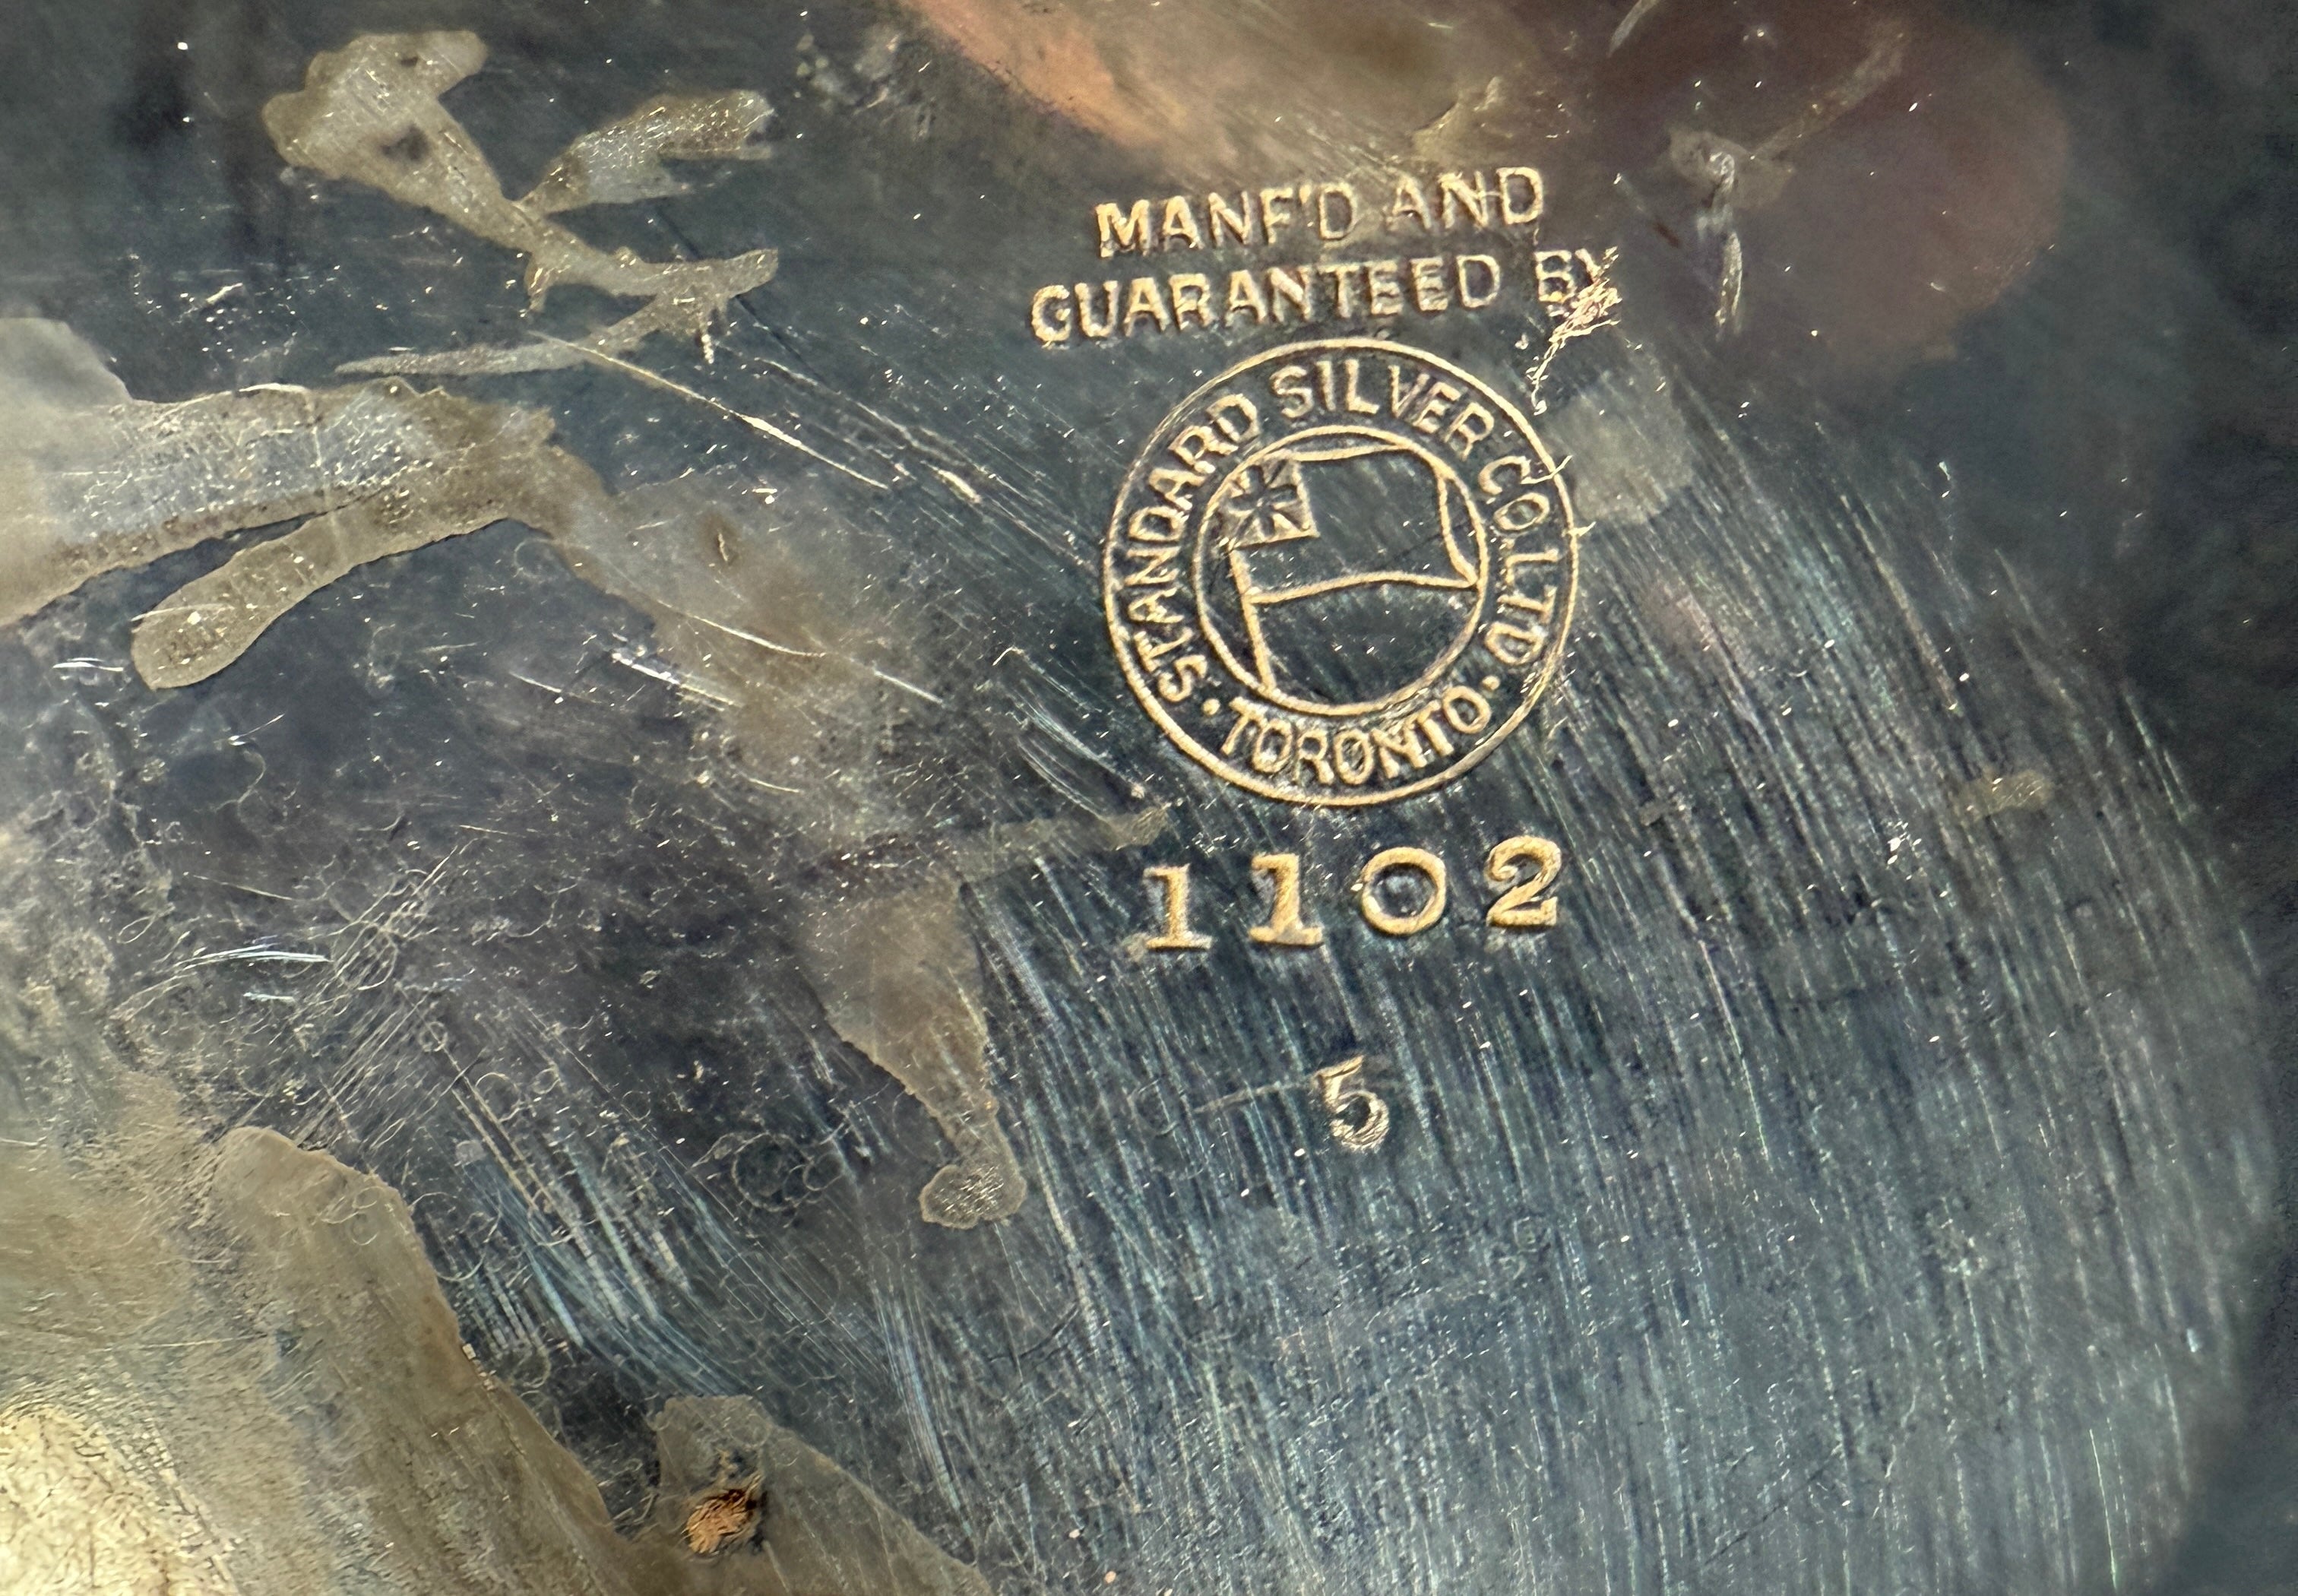 MANF'D AND
GUARANTEED BY
STANDARD SILVER CO. LTD
· TORONTO ·
1102
5